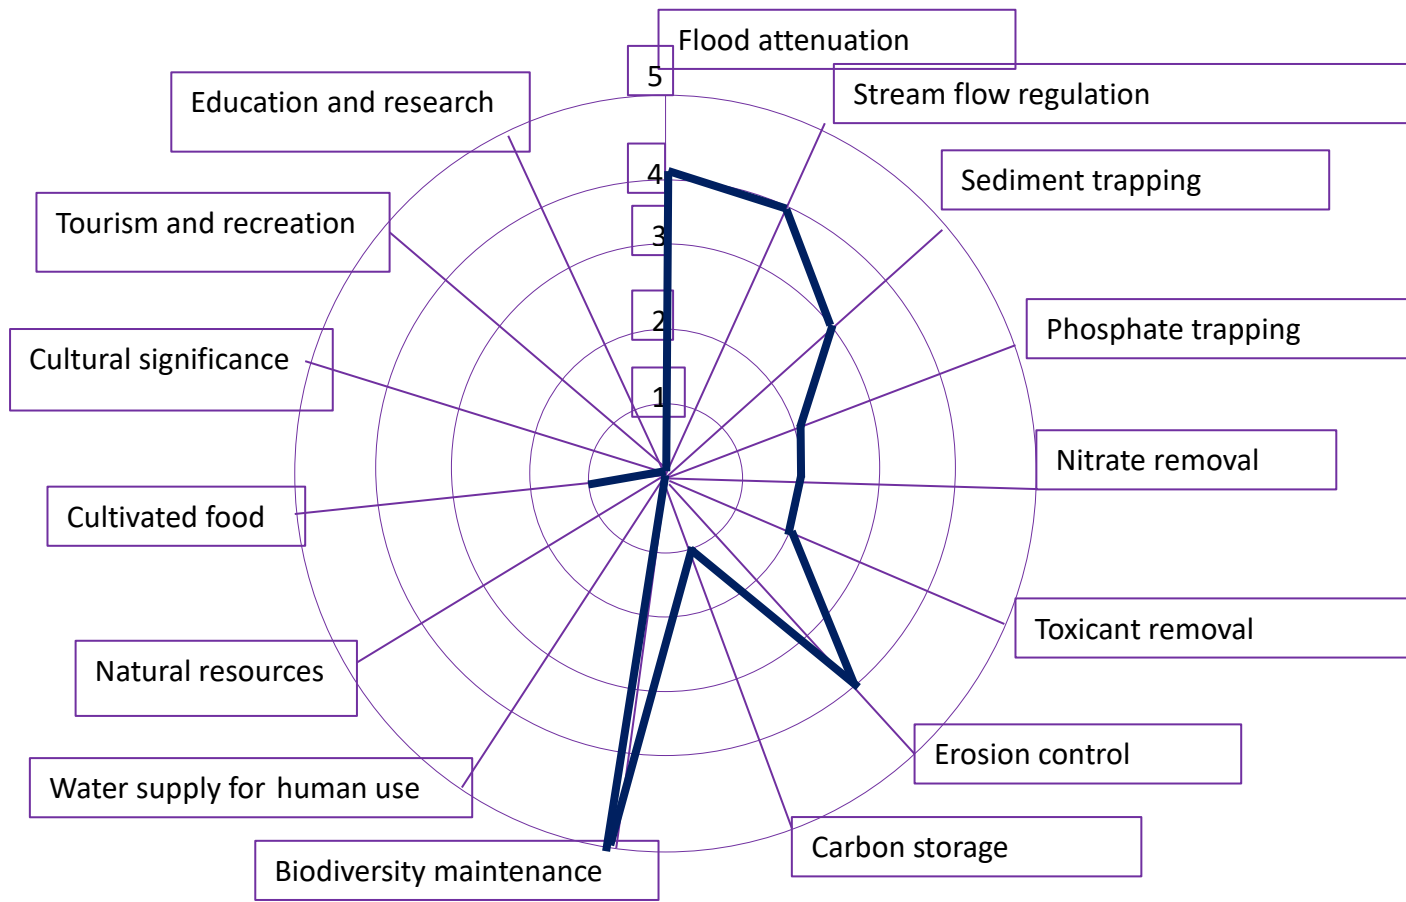 Flood attenuation
5
Stream flow regulation
Education and research
4
Sediment trapping
Tourism and recreation
3
2
Phosphate trapping
Cultural significance
1
Nitrate removal
Cultivated food
Toxicant removal
Natural resources
Erosion control
Water supply for human use
Carbon storage
Biodiversity maintenance